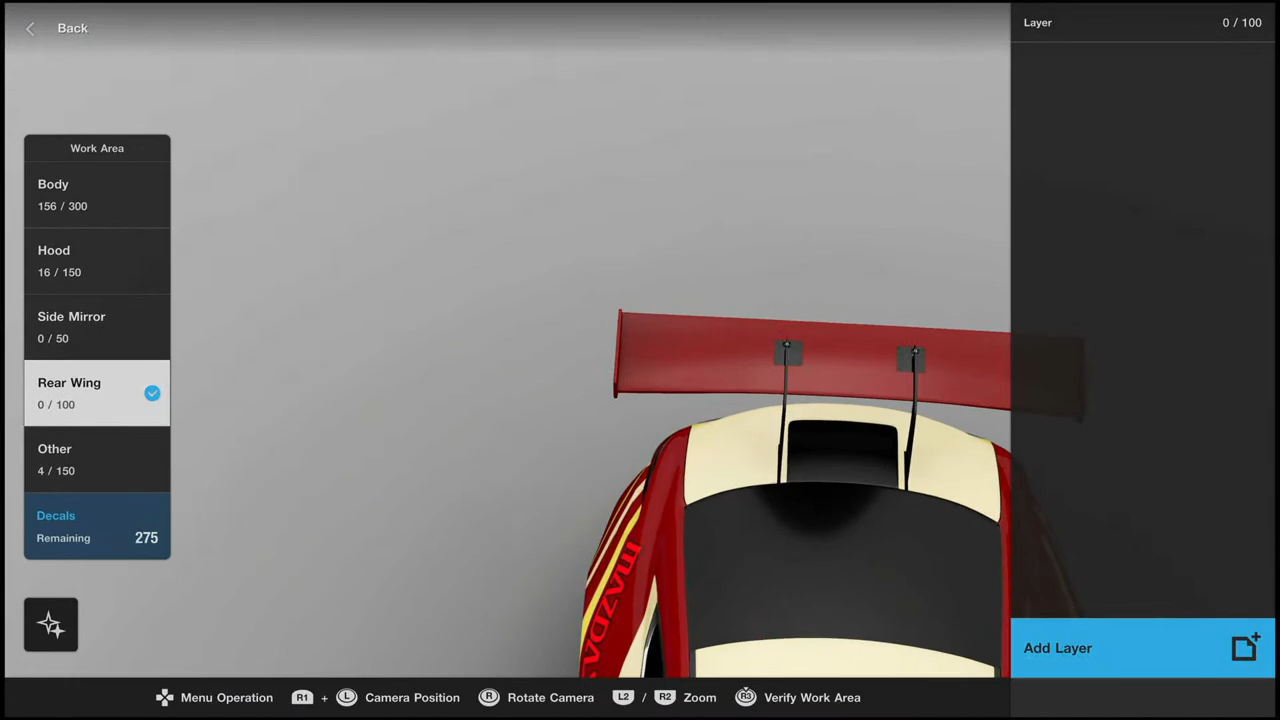 Back
Layer
0 / 100
Work Area
Body
156 / 300
Hood
16 / 150
Side Mirror
0 / 50
Rear Wing
0 / 100
Other
4 / 150
Decals
Remaining 275
MAZDA
Add Layer
Menu Operation R1 + L Camera Position R Rotate Camera L2 / R2 Zoom R3 Verify Work Area